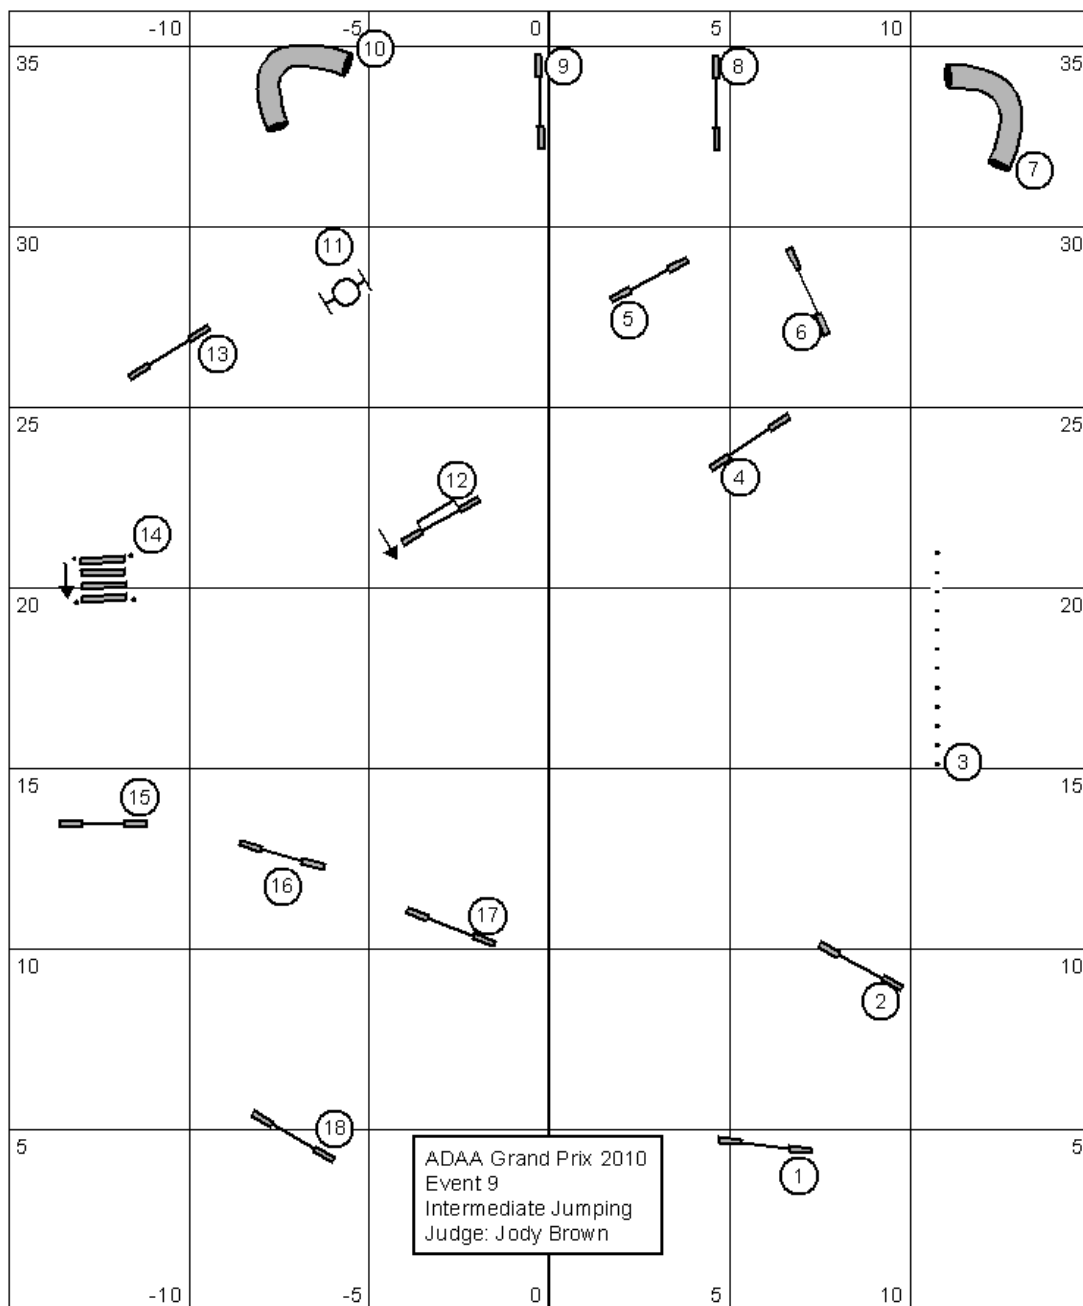 -10 -5 0 5 10
35 10 9 8 35
7
30 11 30
5 6
13
25 25
12 4
14
20 20
15 3 15
15
16
17
10 10
2
18
5 5
1
ADAA Grand Prix 2010
Event 9
Intermediate Jumping
Judge: Jody Brown
-10 -5 0 5 10